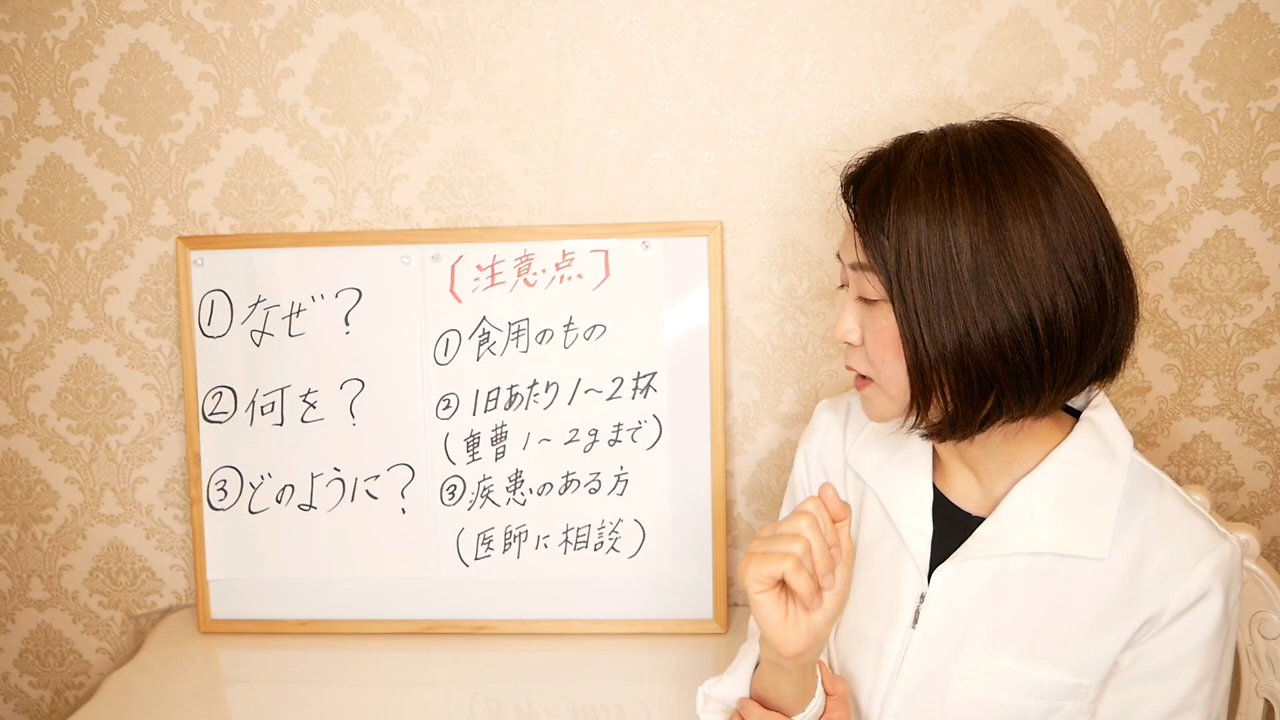 ①なぜ？
②何を？
③どのように？
[注意点]
①食用のもの
②1日あたり1～2杯
(重曹1～2gまで)
③疾患のある方
(医師に相談)